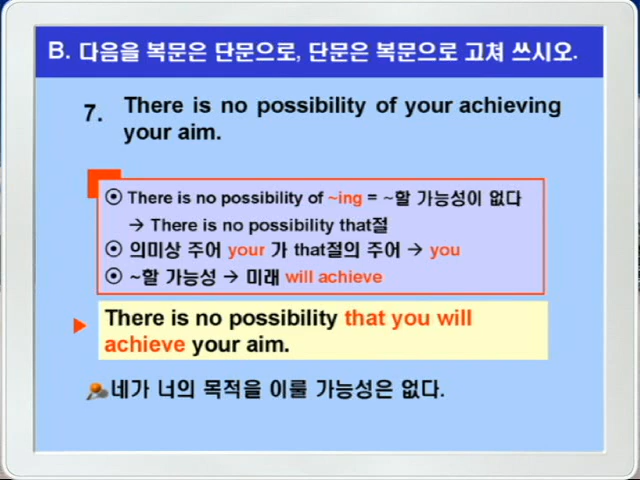 B. 다음을 복문은 단문으로, 단문은 복문으로 고쳐 쓰시오.
7. There is no possibility of your achieving
your aim.
⊙ There is no possibility of ~ing = ~할 가능성이 없다
→ There is no possibility that절
⊙ 의미상 주어 your 가 that절의 주어 → you
⊙ ~할 가능성 → 미래 will achieve
▶ There is no possibility that you will
achieve your aim.
네가 너의 목적을 이룰 가능성은 없다.